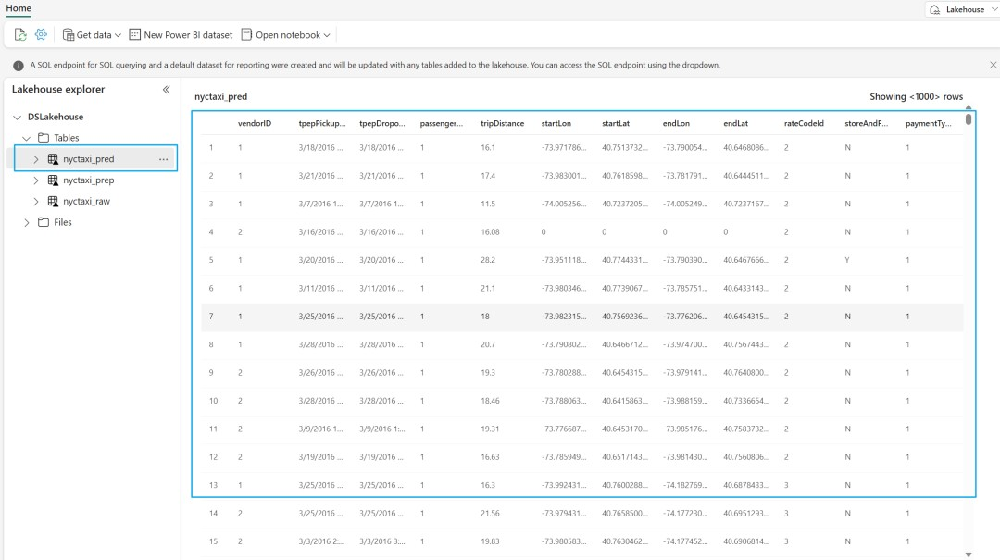 Home
Lakehouse
Get data
New Power BI dataset
Open notebook
A SQL endpoint for SQL querying and a default dataset for reporting were created and will be updated with any tables added to the lakehouse. You can access the SQL endpoint using the dropdown.
Lakehouse explorer
DSLakehouse
Tables
nyctaxi_pred ...
nyctaxi_prep
nyctaxi_raw
Files
nyctaxi_pred Showing <1000> rows
vendorID tpepPickup... tpepDropo... passenger... tripDistance startLon startLat endLon endLat rateCodeId storeAndF... paymentTy...
1 1 3/18/2016 ... 3/18/2016 ... 1 16.1 -73.971786... 40.7513732... -73.790054... 40.6468086... 2 N 1
2 1 3/21/2016 ... 3/21/2016 ... 1 17.4 -73.983001... 40.7618598... -73.781791... 40.6444511... 2 N 1
3 1 3/7/2016 1... 3/7/2016 1... 1 11.5 -74.005256... 40.7237205... -74.005249... 40.7237167... 2 N 1
4 2 3/16/2016 ... 3/16/2016 ... 1 16.08 0 0 0 0 2 N 1
5 1 3/20/2016 ... 3/20/2016 ... 1 28.2 -73.951118... 40.7744331... -73.790390... 40.6467666... 2 Y 1
6 1 3/11/2016 ... 3/11/2016 ... 1 21.1 -73.980346... 40.7739067... -73.785751... 40.6433143... 2 N 1
7 1 3/25/2016 ... 3/25/2016 ... 1 18 -73.982315... 40.7569236... -73.776206... 40.6454315... 2 N 1
8 1 3/28/2016 ... 3/28/2016 ... 1 20.7 -73.790802... 40.6466712... -73.974700... 40.7567443... 2 N 1
9 2 3/26/2016 ... 3/26/2016 ... 1 19.3 -73.780288... 40.6454315... -73.979141... 40.7640800... 2 N 1
10 2 3/28/2016 ... 3/28/2016 ... 1 18.46 -73.788063... 40.6415863... -73.988159... 40.7336654... 2 N 1
11 2 3/9/2016 1... 3/9/2016 1:... 1 19.31 -73.776687... 40.6453170... -73.985176... 40.7583732... 2 N 1
12 2 3/19/2016 ... 3/19/2016 ... 1 16.63 -73.785949... 40.6517143... -73.981430... 40.7560806... 2 N 1
13 1 3/25/2016 ... 3/25/2016 ... 1 16.3 -73.992431... 40.7600288... -74.182769... 40.6878433... 3 N 1
14 2 3/25/2016 ... 3/25/2016 ... 1 21.56 -73.979431... 40.7658500... -74.177230... 40.6951293... 3 N 1
15 2 3/3/2016 2:... 3/3/2016 3:... 1 19.83 -73.980583... 40.7630462... -74.177452... 40.6906814... 3 N 1